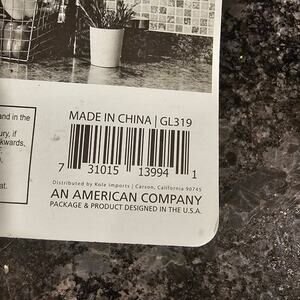 and in the
ury, if
kwards,
at.
MADE IN CHINA | GL319
7 31015 13994 1
Distributed by Kole Imports | Carson, California 90745
AN AMERICAN COMPANY
PACKAGE & PRODUCT DESIGNED IN THE U.S.A.